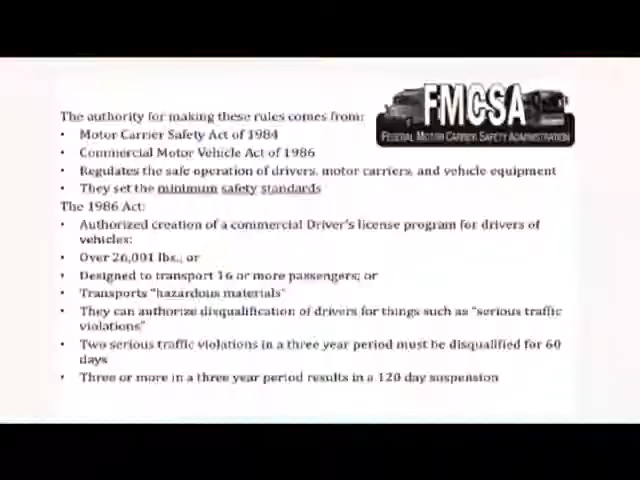 FMCSA
FEDERAL MOTOR CARRIER SAFETY ADMINISTRATION
The authority for making these rules comes from:
• Motor Carrier Safety Act of 1984
• Commercial Motor Vehicle Act of 1986
• Regulates the safe operation of drivers, motor carriers, and vehicle equipment
• They set the minimum safety standards
The 1986 Act:
• Authorized creation of a commercial Driver's license program for drivers of
vehicles:
• Over 26,001 lbs., or
• Designed to transport 16 or more passengers; or
• Transports "hazardous materials"
• They can authorize disqualification of drivers for things such as "serious traffic
violations"
• Two serious traffic violations in a three year period must be disqualified for 60
days
• Three or more in a three year period results in a 120 day suspension